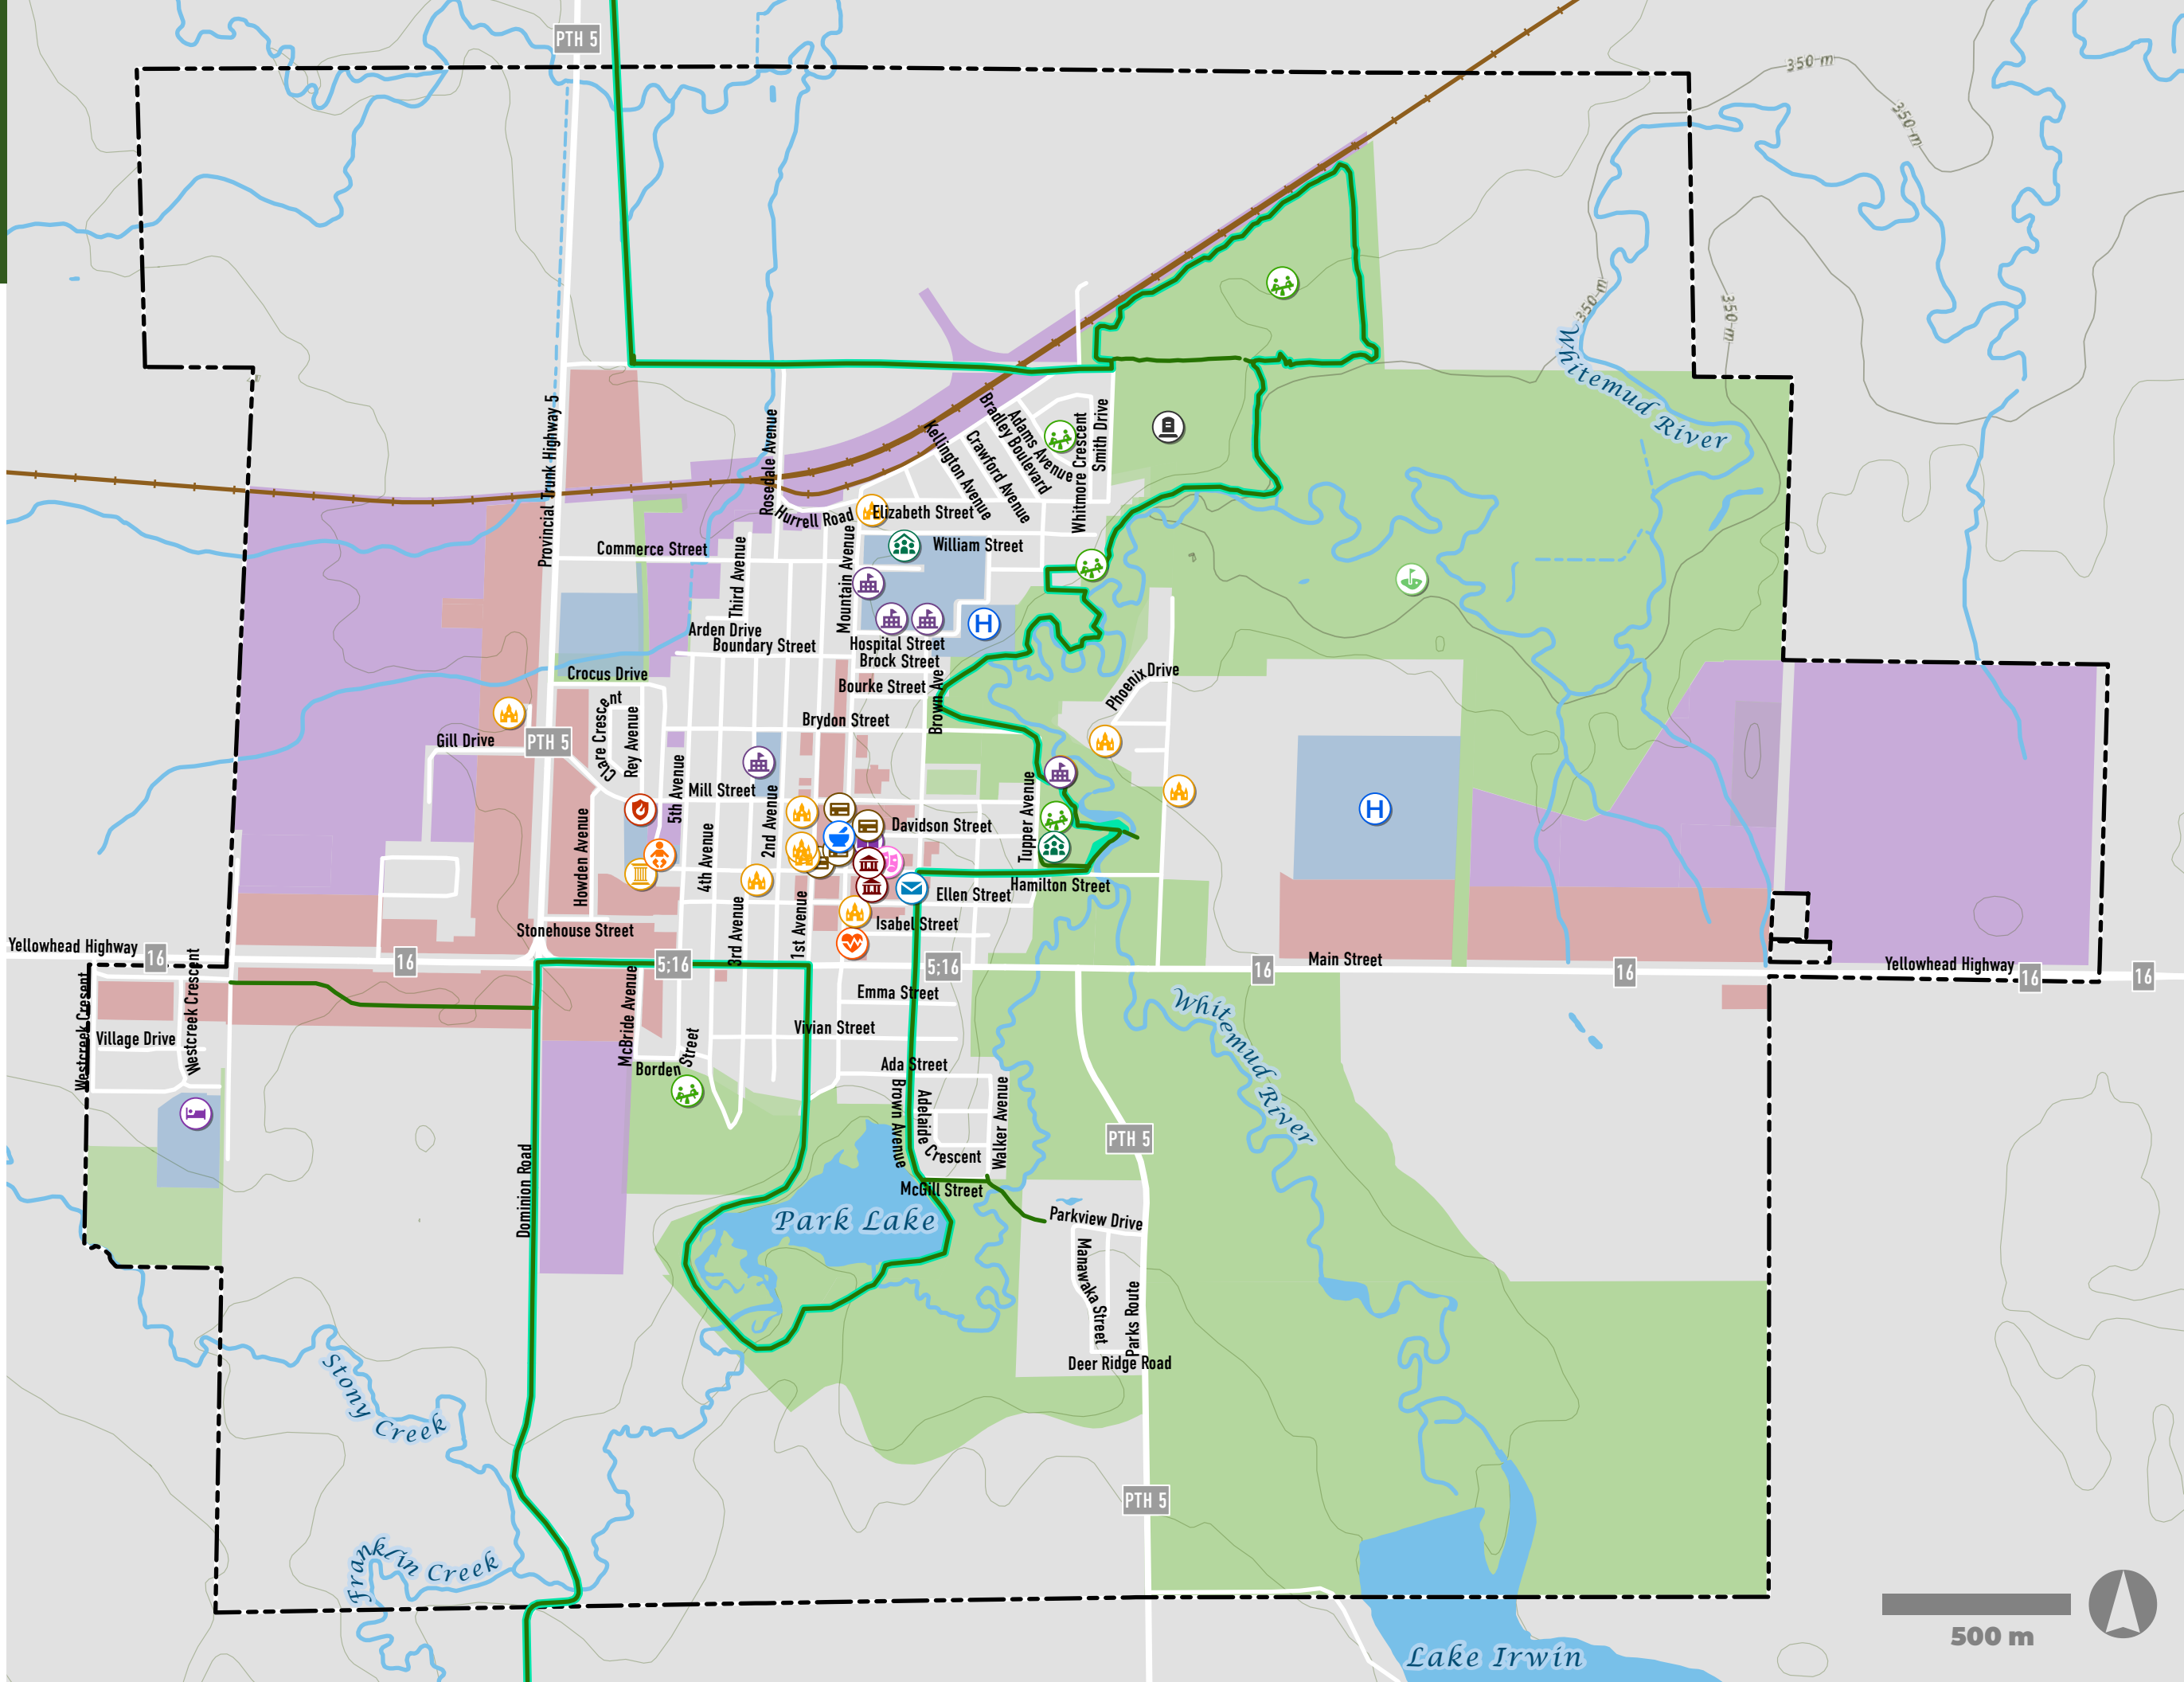 PTH 5
350 m
350-m
350-m
350 m
Whitemud River
Provincial Trunk Highway 5
Rosedale Avenue
Bradley Boulevard
Adams Avenue
Whitmore Crescent
Smith Drive
Kellington Avenue
Crawford Avenue
Hurrell Road
Elizabeth Street
Commerce Street
William Street
Third Avenue
Mountain Avenue
Arden Drive
Boundary Street
Hospital Street
Brock Street
Crocus Drive
Bourke Street
Brown Ave
Phoenix Drive
Clare Crescent
Rey Avenue
Brydon Street
Gill Drive
PTH 5
5th Avenue
Mill Street
2nd Avenue
Tupper Avenue
Davidson Street
Howden Avenue
4th Avenue
Hamilton Street
Ellen Street
3rd Avenue
1st Avenue
Isabel Street
Stonehouse Street
Yellowhead Highway
16
16
5;16
5;16
16
Main Street
16
Yellowhead Highway
16
16
Westcreek Cresent
Westcreek Crescent
Village Drive
McBride Avenue
Emma Street
Vivian Street
Whitemud River
Borden Street
Ada Street
Brown Avenue
Adelaide Crescent
Walker Avenue
PTH 5
Dominion Road
McGill Street
Park Lake
Parkview Drive
Manawaka Street
Parks Route
Deer Ridge Road
Stony Creek
PTH 5
Franklin Creek
500 m
Lake Irwin
H
H